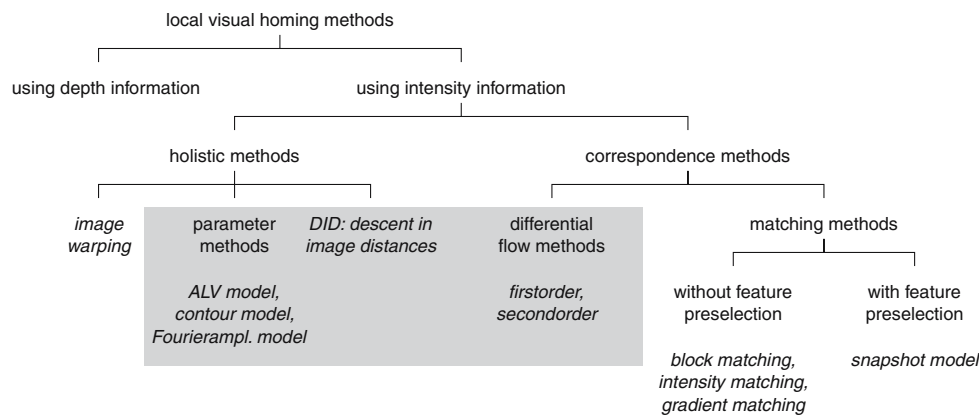 local visual homing methods
using depth information
using intensity information
holistic methods
correspondence methods
image
warping
parameter
methods
ALV model,
contour model,
Fourierampl. model
DID: descent in
image distances
differential
flow methods
firstorder,
secondorder
matching methods
without feature
preselection
block matching,
intensity matching,
gradient matching
with feature
preselection
snapshot model